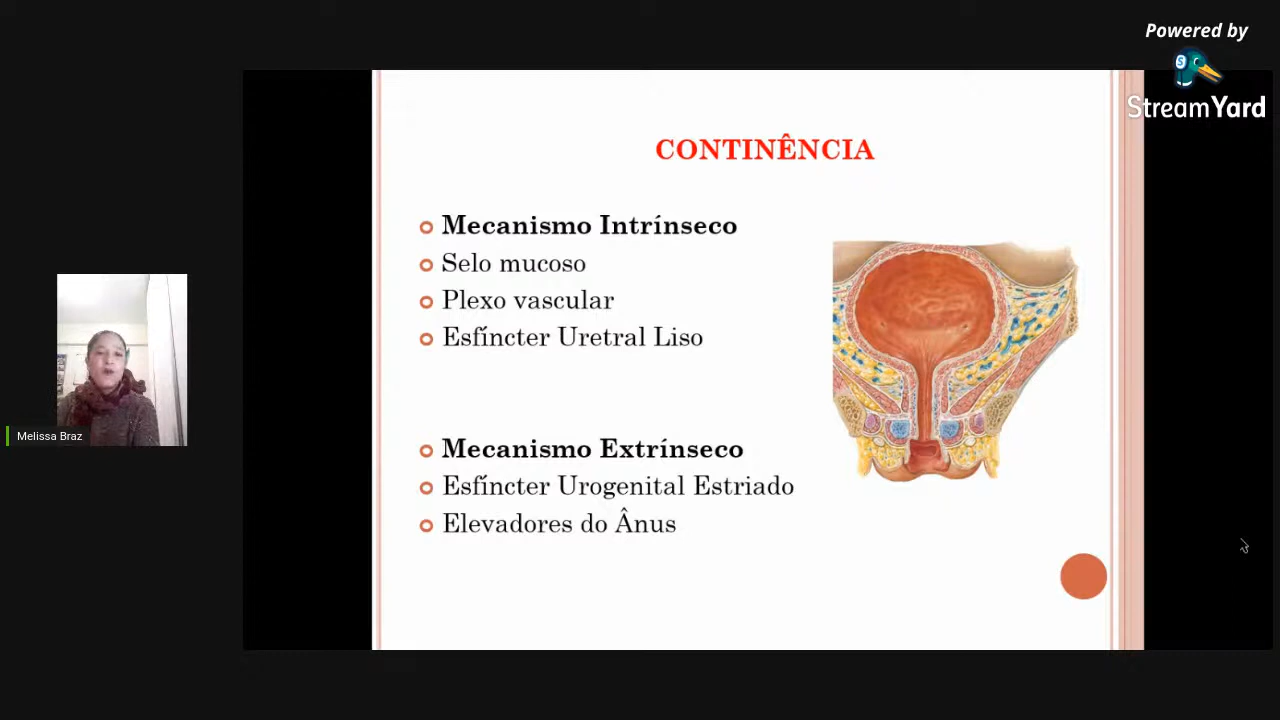 Powered by
StreamYard
CONTINÊNCIA
Mecanismo Intrínseco
Selo mucoso
Plexo vascular
Esfíncter Uretral Liso
Mecanismo Extrínseco
Esfíncter Urogenital Estriado
Elevadores do Ânus
Melissa Braz